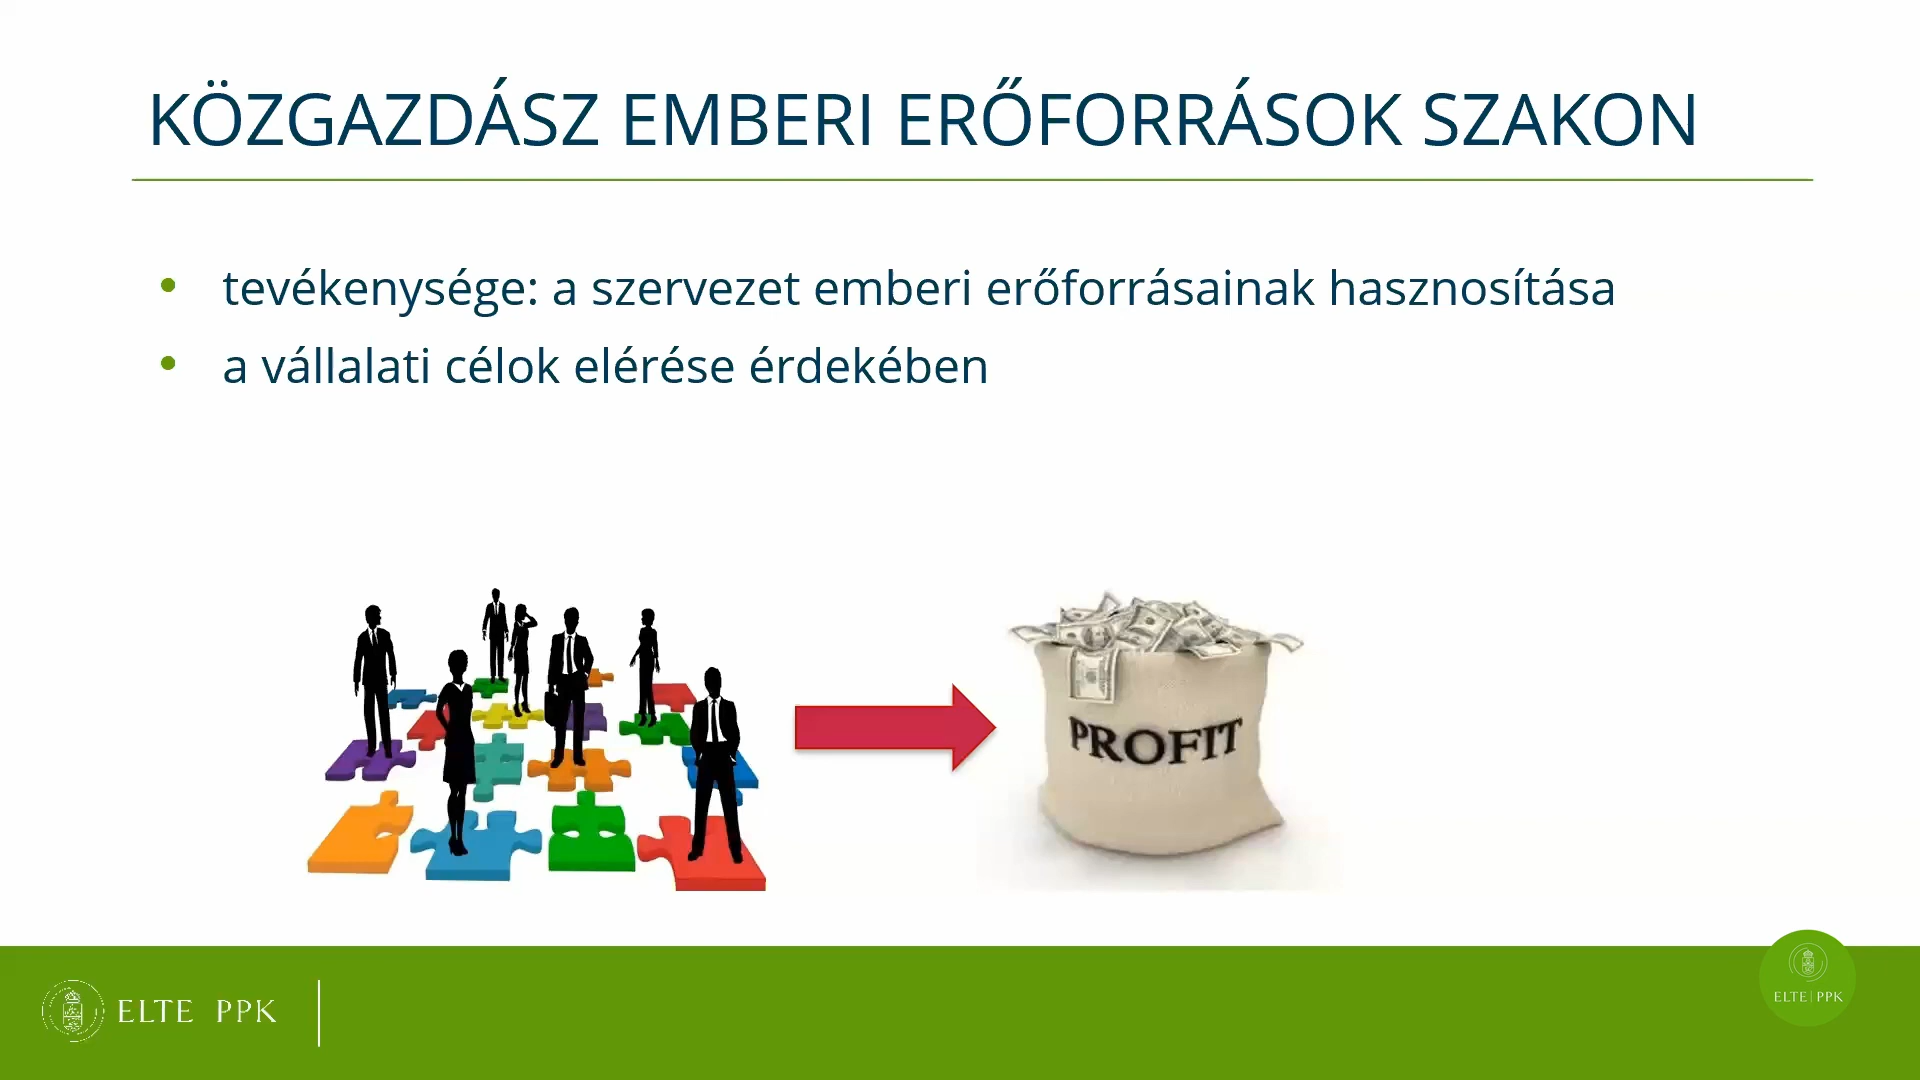 KÖZGAZDÁSZ EMBERI ERŐFORRÁSOK SZAKON
• tevékenysége: a szervezet emberi erőforrásainak hasznosítása
• a vállalati célok elérése érdekében
PROFIT
ELTE PPK
ELTE | PPK